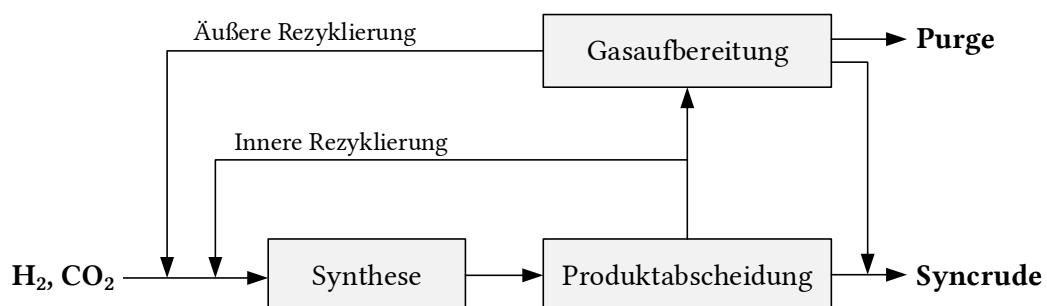 Äußere Rezyklierung
Gasaufbereitung
Purge
Innere Rezyklierung
H₂, CO₂
Synthese
Produktabscheidung
Syncrude